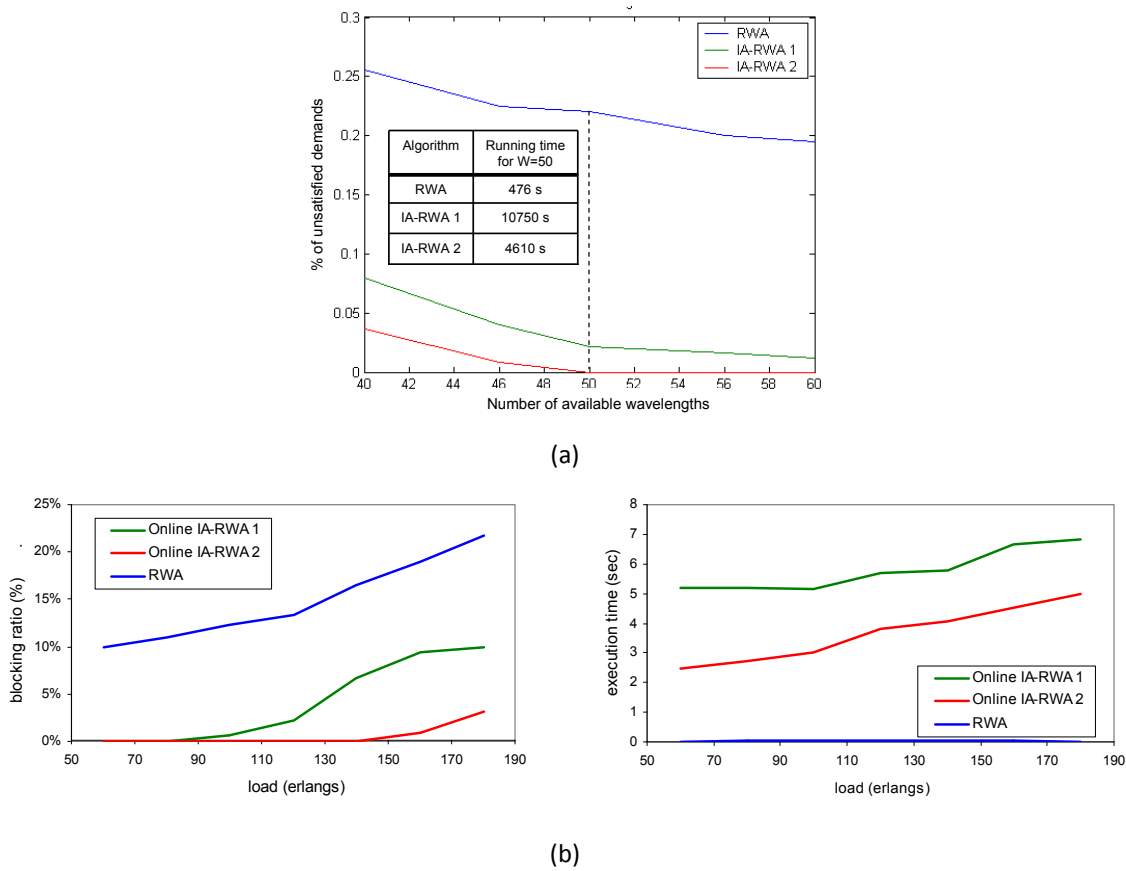 0.3
0.25
0.2
0.15
0.1
0.05
0
% of unsatisfied demands
RWA
IA-RWA 1
IA-RWA 2
Algorithm Running time for W=50
RWA 476 s
IA-RWA 1 10750 s
IA-RWA 2 4610 s
40 42 44 46 48 50 52 54 56 58 60
Number of available wavelengths
(a)
25%
20%
15%
10%
5%
0%
blocking ratio (%)
Online IA-RWA 1
Online IA-RWA 2
RWA
50 70 90 110 130 150 170 190
load (erlangs)
8
7
6
5
4
3
2
1
0
execution time (sec)
Online IA-RWA 1
Online IA-RWA 2
RWA
50 70 90 110 130 150 170 190
load (erlangs)
(b)